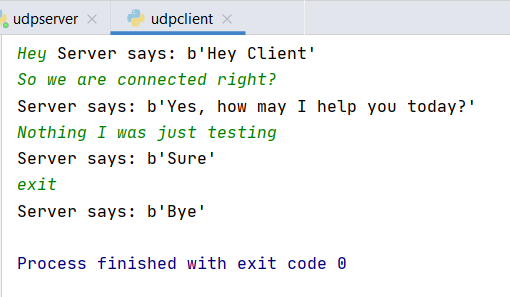 udpserver udpclient
Hey Server says: b'Hey Client'
So we are connected right?
Server says: b'Yes, how may I help you today?'
Nothing I was just testing
Server says: b'Sure'
exit
Server says: b'Bye'
Process finished with exit code 0